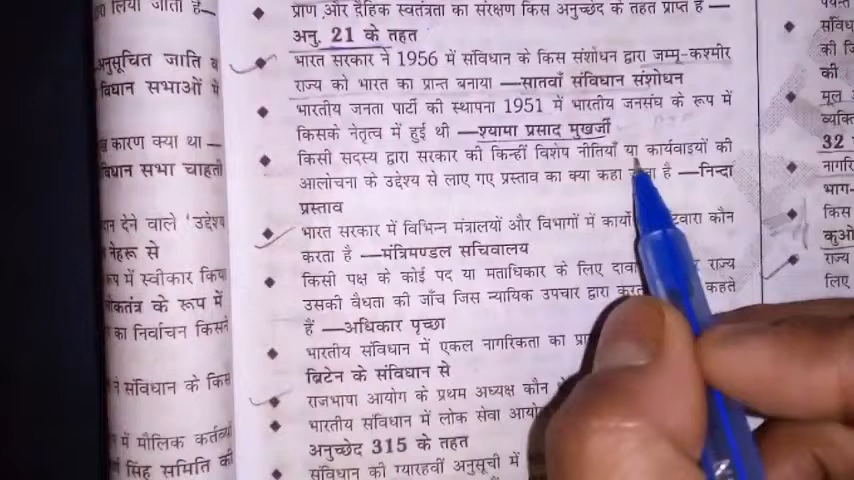 रा लिया जाता है—
अनुसूचित जाति व
विधान सभाओं में
कारण क्या था —
विधान सभा चाहती
देने वाले 'उद्देश्य
नेहरू से
रूप में स्वीकार किया
लोकतंत्र के रूप में
का निर्वाचन किसने
ने संविधान के किस
में मौलिक कर्तव्यों
सिंह समिति की
प्राण और दैहिक स्वतंत्रता का संरक्षण किस अनुच्छेद के तहत प्राप्त है —
अनु. 21 के तहत
भारत सरकार ने 1956 में संविधान के किस संशोधन द्वारा जम्मू-कश्मीर
राज्य को भारत का प्रान्त बनाया —सातवाँ संविधान संशोधन
भारतीय जनता पार्टी की स्थापना 1951 में भारतीय जनसंघ के रूप में
किसके नेतृत्व में हुई थी —श्यामा प्रसाद मुखर्जी
किसी सदस्य द्वारा सरकार की किन्हीं विशेष नीतियाँ या कार्यवाइयों की
आलोचना के उद्देश्य से लाए गए प्रस्ताव का क्या कहा है —निन्दा
प्रस्ताव
भारत सरकार में विभिन्न मंत्रालयों और विभागों में कार्यो कौन
करता है —मंत्रिमण्डल सचिवालय
किसी पक्ष के कोई पद या मताधिकार के लिए राज्य
उसकी वैधता की जाँच जिस न्यायिक उपचार द्वारा कहते
हैं —अधिकार पृच्छा
भारतीय संविधान में एकल नागरिकता का
ब्रिटेन के संविधान से
राजभाषा आयोग के प्रथम अध्यक्ष कौन
भारतीय संविधान में लोक सेवा
अनुच्छेद 315 के तहत
संविधान की ग्यारहवीं अनुसूची में
की
मूल
32
भाग-
किस
राज्य
लिए